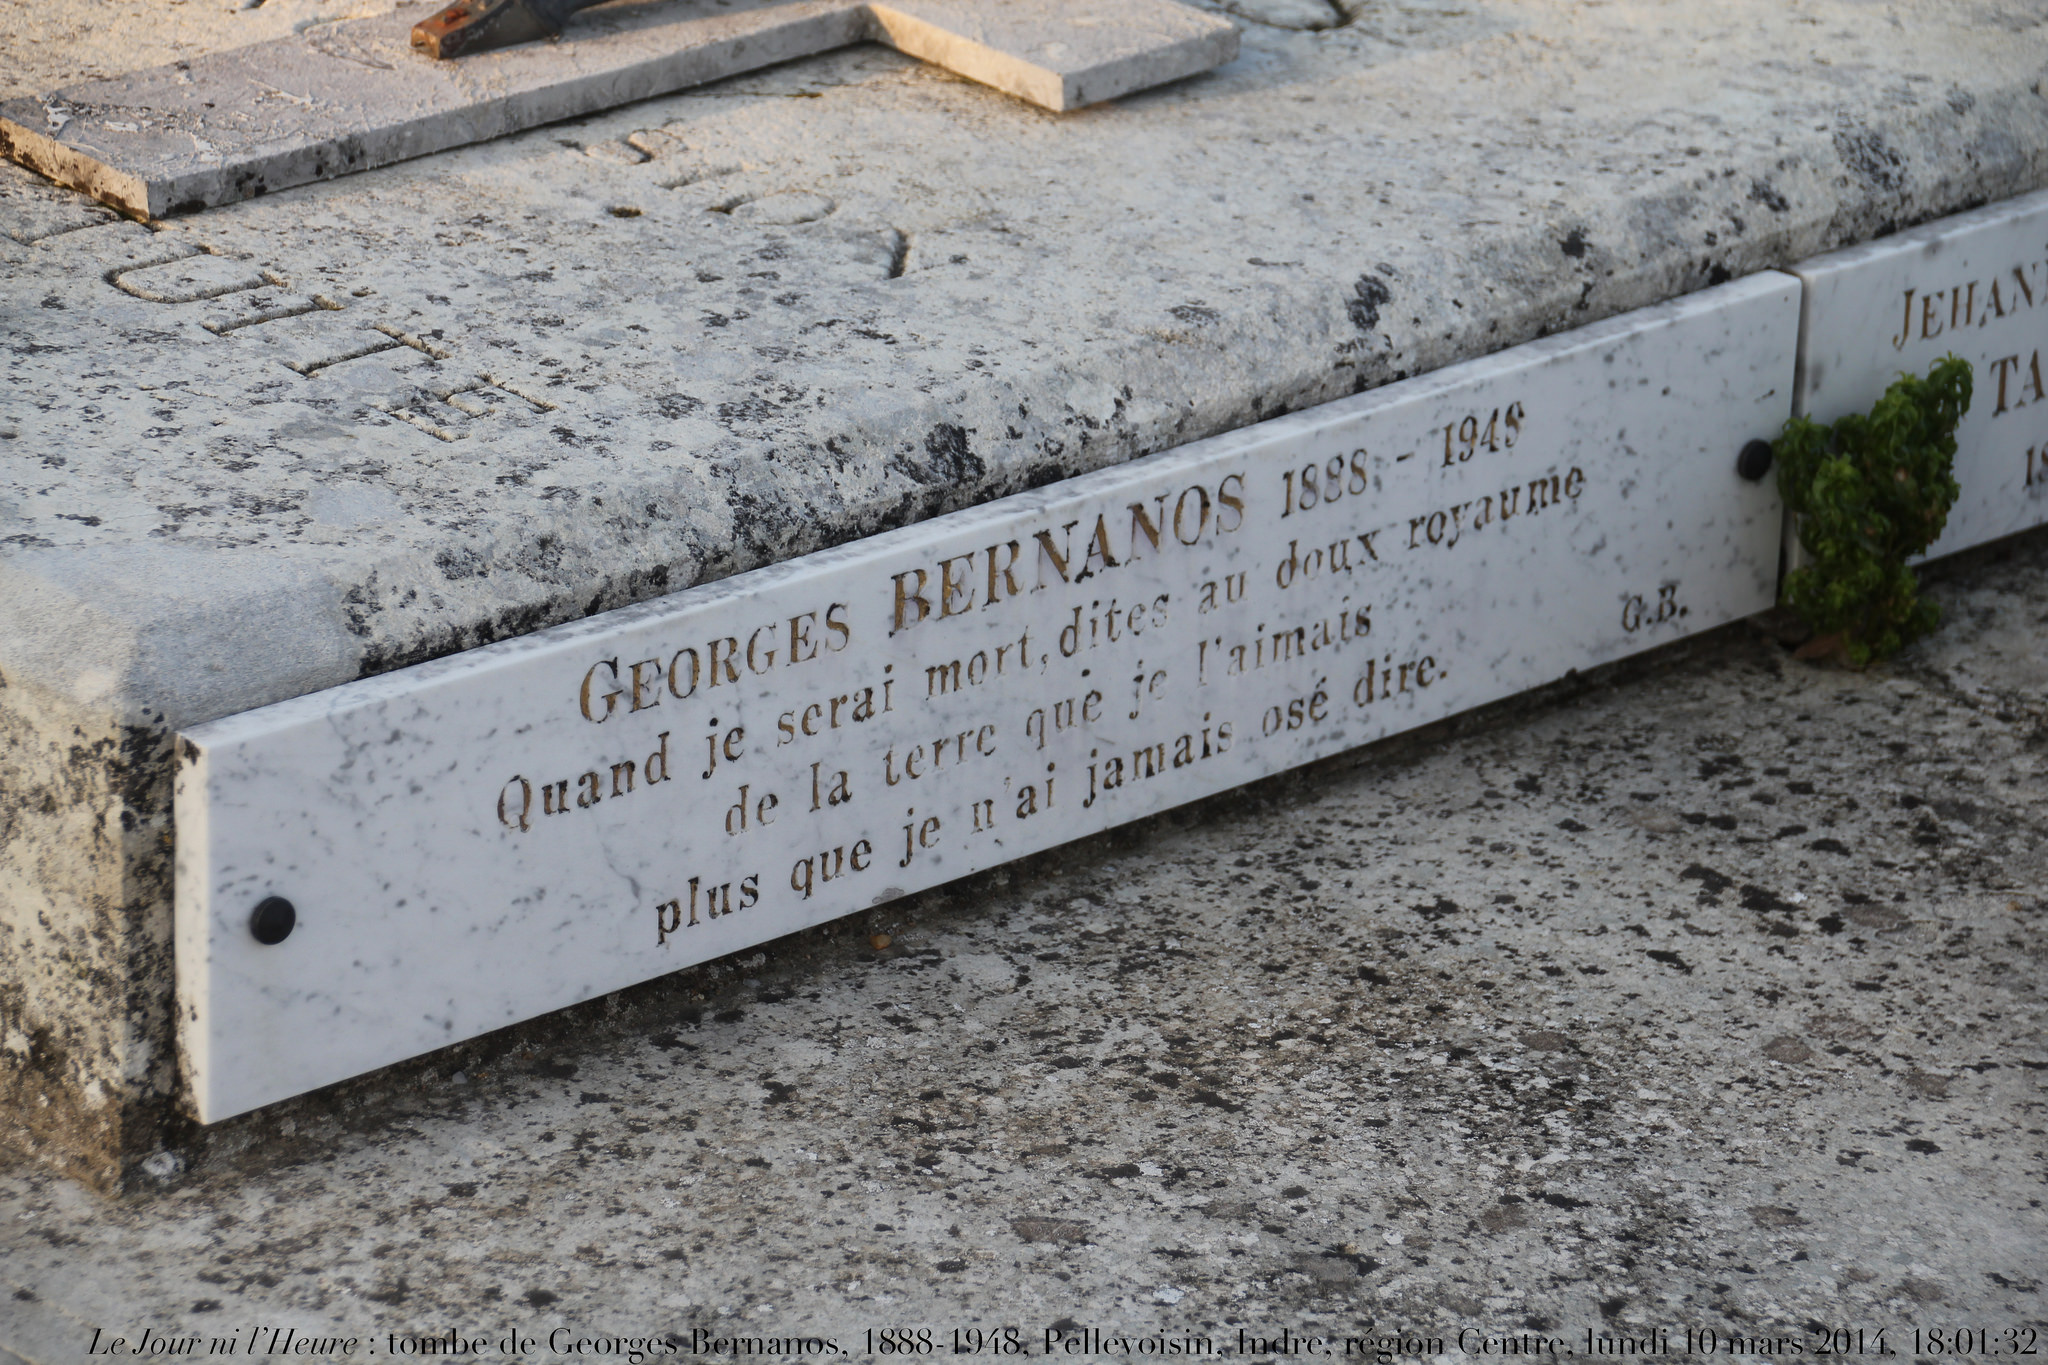 GEORGES BERNANOS 1888 - 1948
Quand je serai mort, dites au doux royaume
de la terre que je l'aimais
plus que je n'ai jamais osé dire.
G.B.
JEHAN
TA
Le Jour ni l'Heure : tombe de Georges Bernanos, 1888-1948, Pellevoisin, Indre, région Centre, lundi 10 mars 2014, 18:01:32